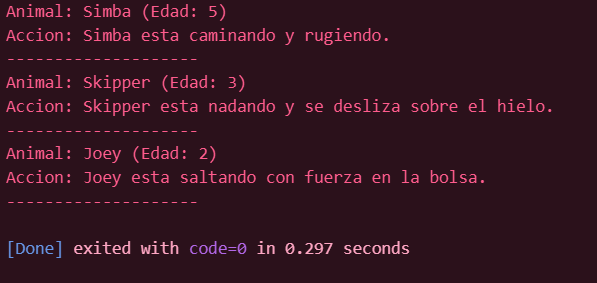 Animal: Simba (Edad: 5)
Accion: Simba esta caminando y rugiendo.
--------------------
Animal: Skipper (Edad: 3)
Accion: Skipper esta nadando y se desliza sobre el hielo.
--------------------
Animal: Joey (Edad: 2)
Accion: Joey esta saltando con fuerza en la bolsa.
--------------------
[Done] exited with code=0 in 0.297 seconds